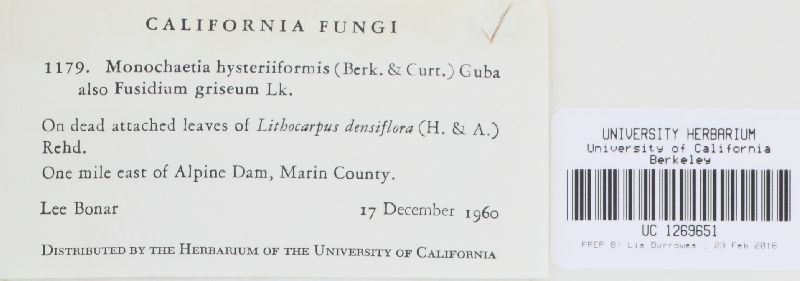 CALIFORNIA FUNGI
1179. Monochaetia hysteriiformis (Berk. & Curt.) Guba
also Fusidium griseum Lk.
On dead attached leaves of Lithocarpus densiflora (H. & A.)
Rehd.
One mile east of Alpine Dam, Marin County.
Lee Bonar 17 December 1960
DISTRIBUTED BY THE HERBARIUM OF THE UNIVERSITY OF CALIFORNIA
UNIVERSITY HERBARIUM
University of California
Berkeley
UC 1269651
PREP BY Lia Burrowes , 23 Feb 2018